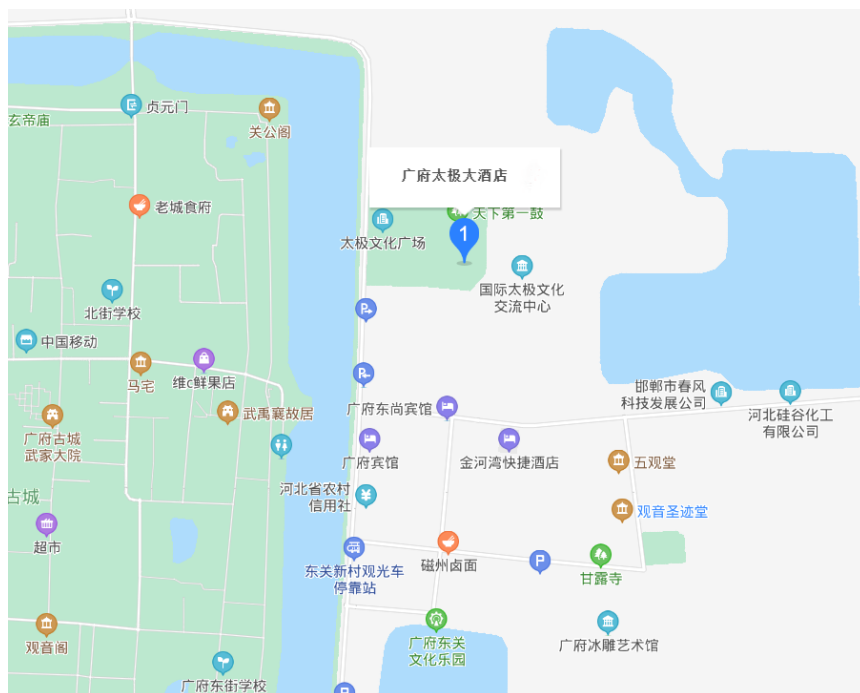 贞元门
玄帝庙
关公阁
广府太极大酒店
老城食府
天下第一鼓
太极文化广场
1
国际太极文化
交流中心
北街学校
中国移动
马宅
维c鲜果店
武禹襄故居
广府古城
武家大院
广府东尚宾馆
邯郸市春风
科技发展公司
河北硅谷化工
有限公司
广府宾馆
金河湾快捷酒店
五观堂
河北省农村
信用社
观音圣迹堂
古城
超市
东关新村观光车
停靠站
磁州卤面
P
甘露寺
观音阁
广府东关
文化乐园
广府冰雕艺术馆
广府东街学校